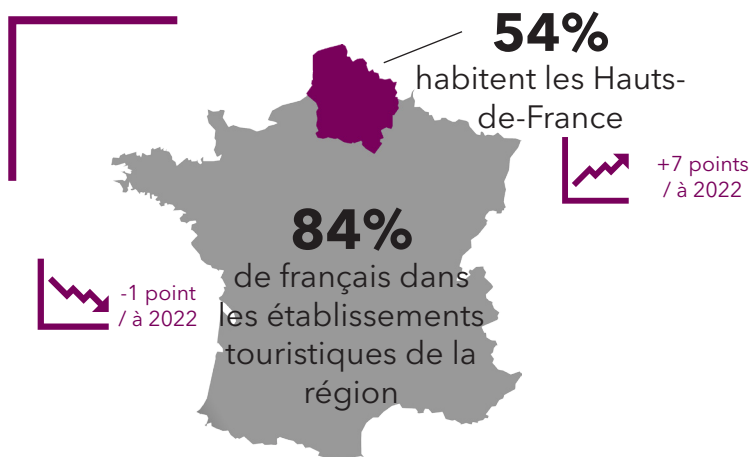 54%
habitent les Hauts-
de-France
+7 points
/ à 2022
84%
de français dans
les établissements
touristiques de la
région
-1 point
/ à 2022